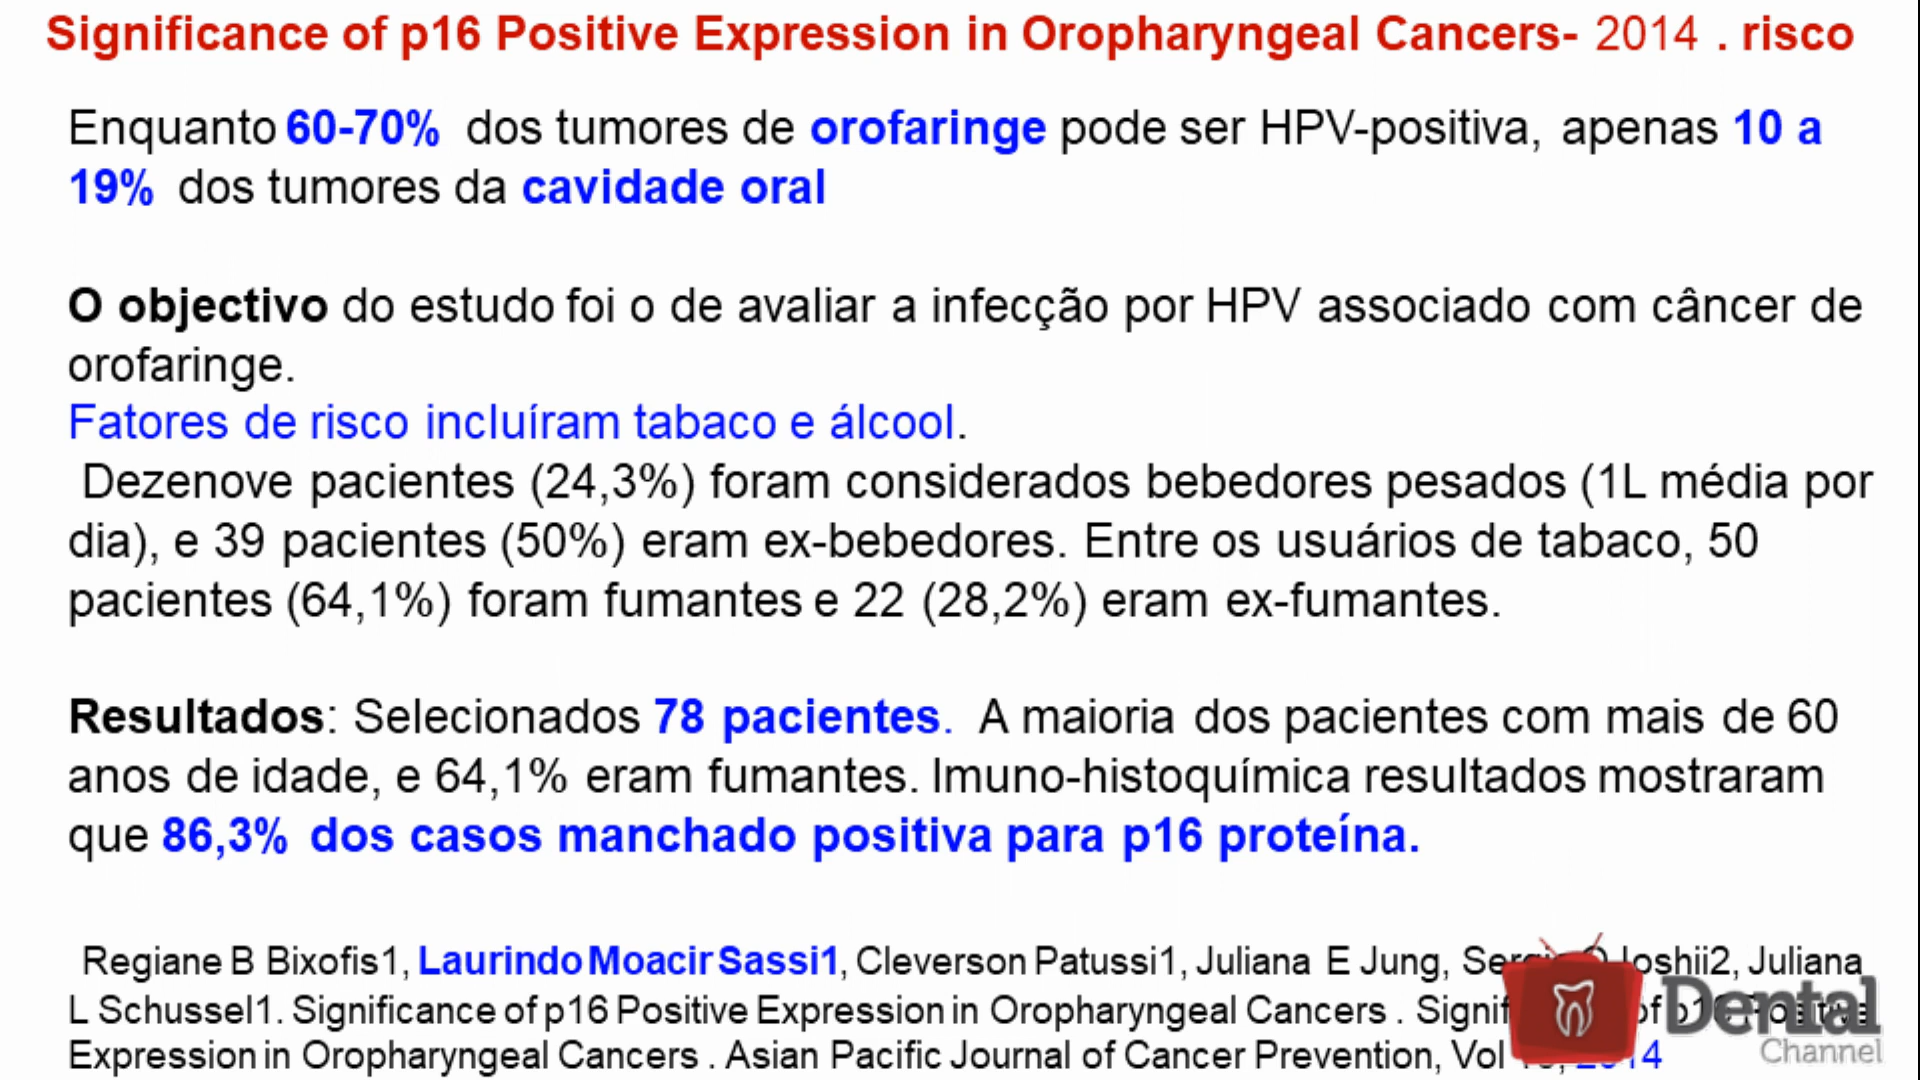 Significance of p16 Positive Expression in Oropharyngeal Cancers- 2014 . risco
Enquanto 60-70% dos tumores de orofaringe pode ser HPV-positiva, apenas 10 a
19% dos tumores da cavidade oral
O objectivo do estudo foi o de avaliar a infecção por HPV associado com câncer de
orofaringe.
Fatores de risco incluíram tabaco e álcool.
Dezenove pacientes (24,3%) foram considerados bebedores pesados (1L média por
dia), e 39 pacientes (50%) eram ex-bebedores. Entre os usuários de tabaco, 50
pacientes (64,1%) foram fumantes e 22 (28,2%) eram ex-fumantes.
Resultados: Selecionados 78 pacientes. A maioria dos pacientes com mais de 60
anos de idade, e 64,1% eram fumantes. Imuno-histoquímica resultados mostraram
que 86,3% dos casos manchado positiva para p16 proteína.
Regiane B Bixofis1, Laurindo Moacir Sassi1, Cleverson Patussi1, Juliana E Jung, Juliana
L Schussel1. Significance of p16 Positive Expression in Oropharyngeal Cancers . of p16 Positive
Expression in Oropharyngeal Cancers . Asian Pacific Journal of Cancer Prevention, Vol 2014
Dental
Channel